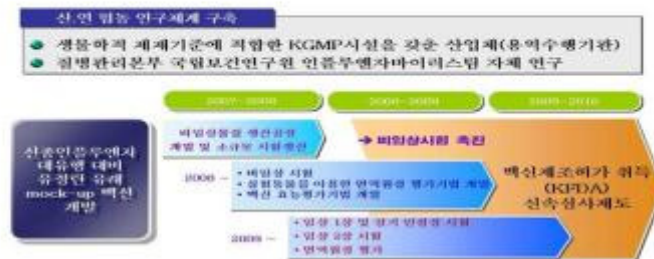 산.연 협동 연구체계 구축
생물학적 제제기준에 적합한 KGMP시설을 갖춘 산업체(용역수행기관)
질병관리본부 국립보건연구원 인플루엔자바이러스팀 자체 연구
2007~2008
2008~2009
2009~2010
신종인플루엔자
대유행 대비
유정란 유래
mock-up 백신
개발
비임상물질 생산공정
개발 및 소규모 시험생산
→ 비임상시험 촉진
2008 ~
• 비임상 시험
• 실험동물을 이용한 면역원성 평가기법 개발
• 백신 효능평가기법 개발
백신제조허가 취득
(KFDA)
신속심사제도
2009 ~
• 임상 1상 및 장기 안정성 시험
• 임상 2상 시험
• 면역원성 평가